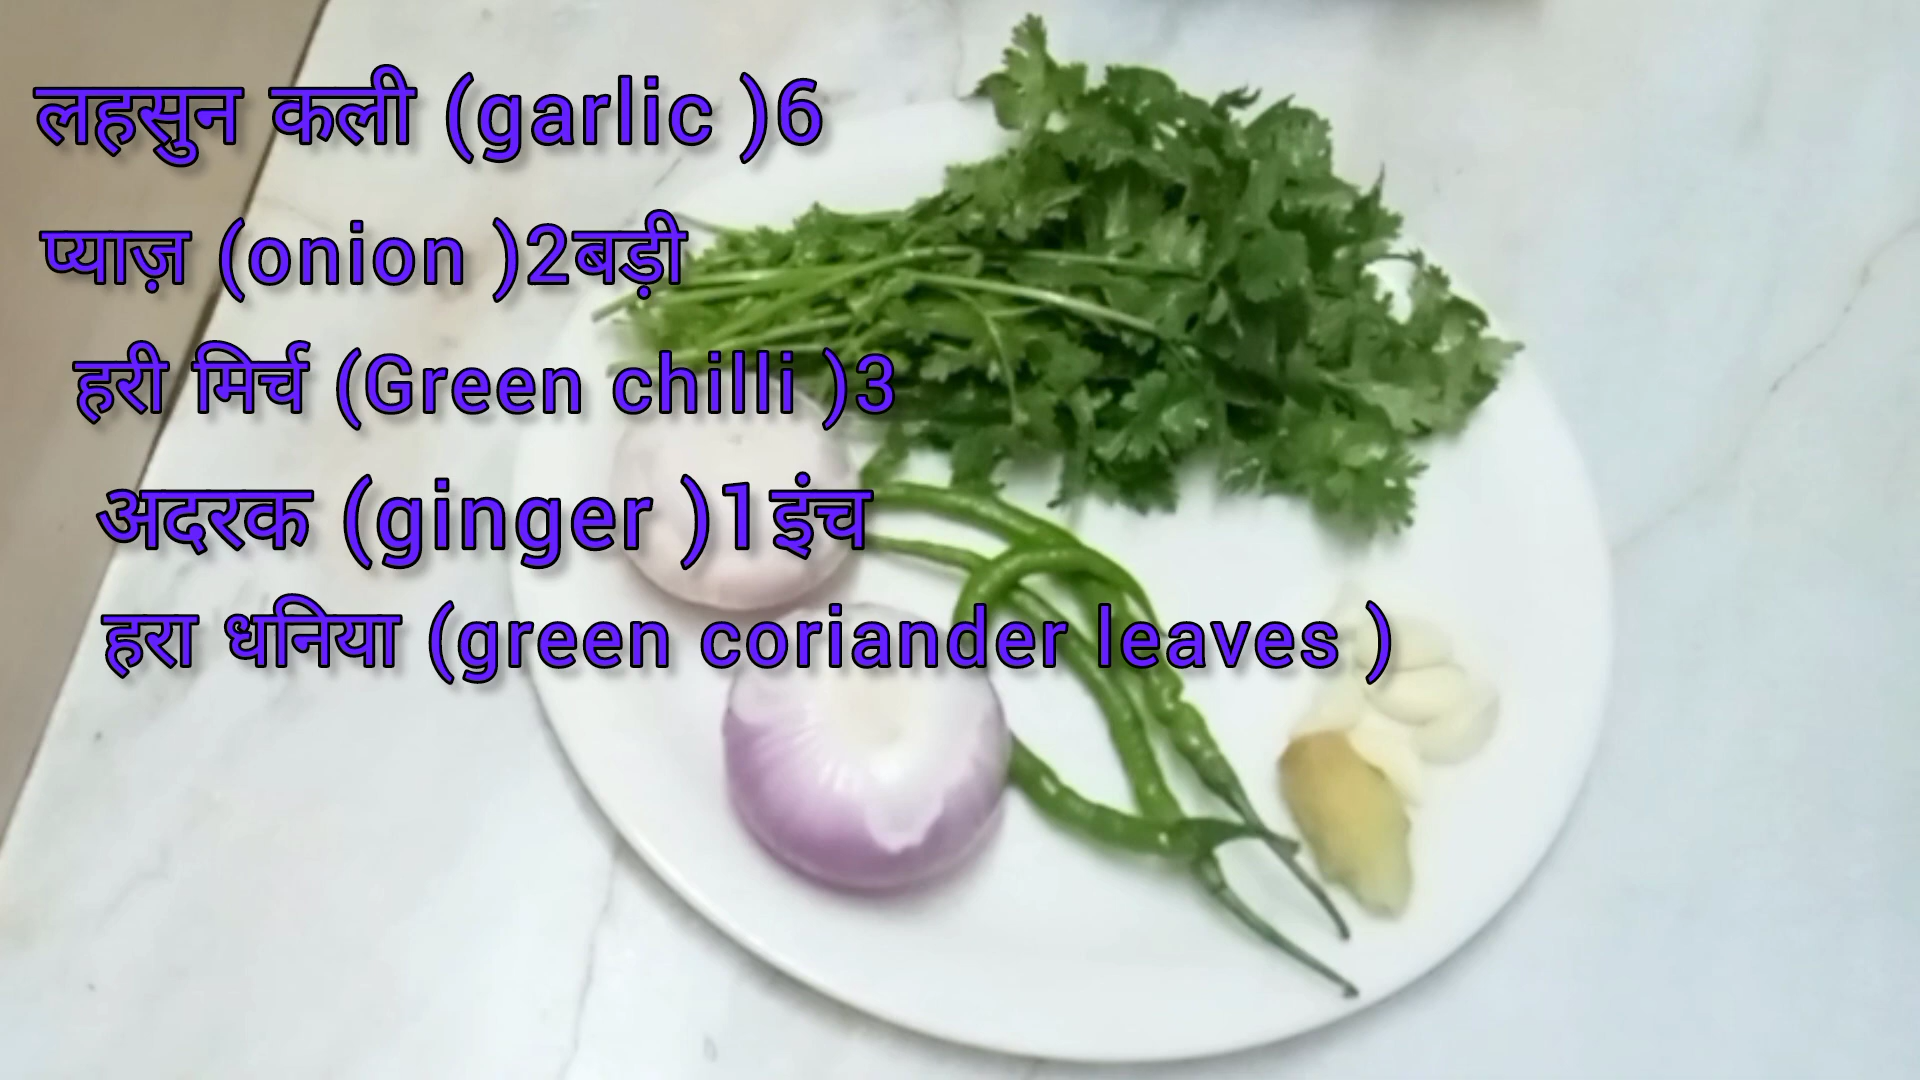 लहसुन कली (garlic )6
प्याज़ (onion )2बड़ी
हरी मिर्च (Green chilli )3
अदरक (ginger )1इंच
हरा धनिया (green coriander leaves )